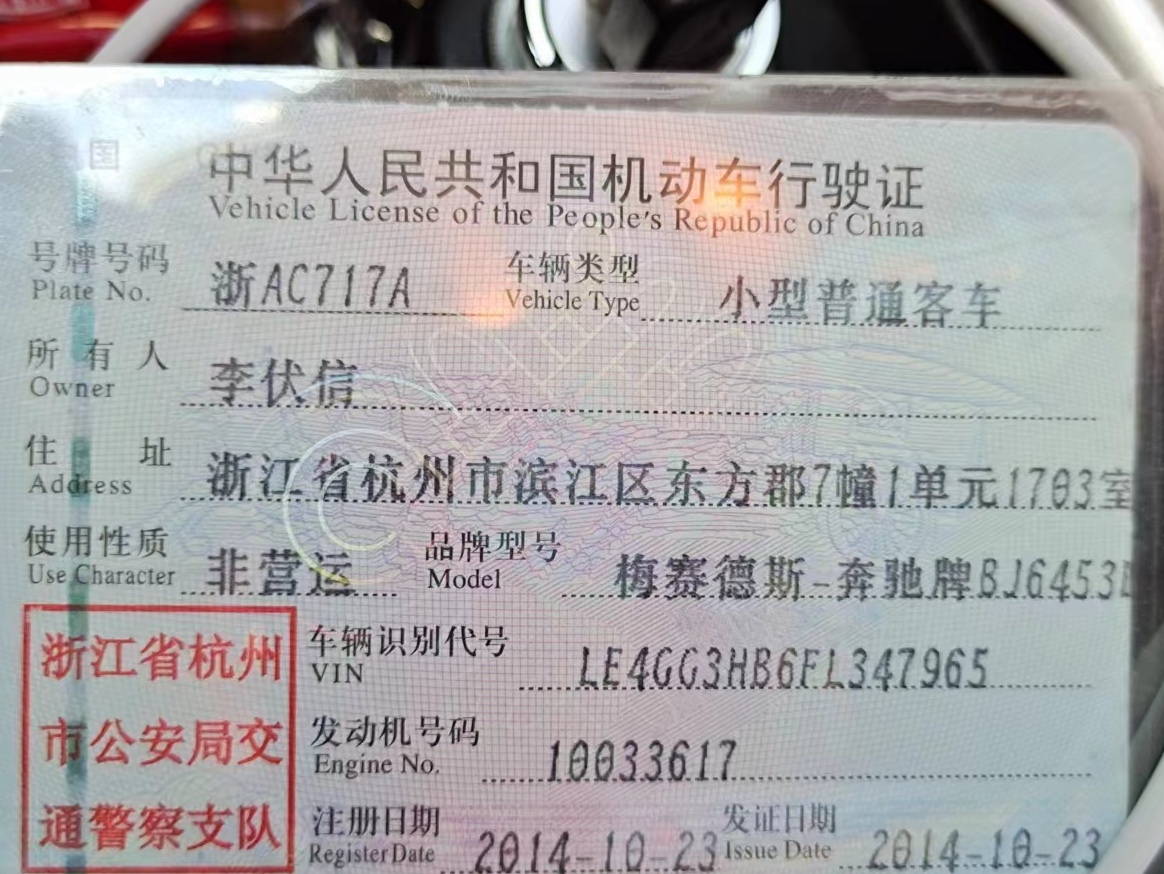 中华人民共和国机动车行驶证
Vehicle License of the People's Republic of China
号牌号码 浙AC717A 车辆类型 小型普通客车
Plate No. Vehicle Type
所有人 李伏信
Owner
住址 浙江省杭州市滨江区东方郡7幢1单元1703室
Address
使用性质 非营运 品牌型号 梅赛德斯-奔驰牌BJ6453
Use Character Model
浙江省杭州
市公安局交
通警察支队
车辆识别代号 LE4GG3HB6FL347965
VIN
发动机号码 10033617
Engine No.
注册日期 2014-10-23 发证日期 2014-10-23
Register Date Issue Date